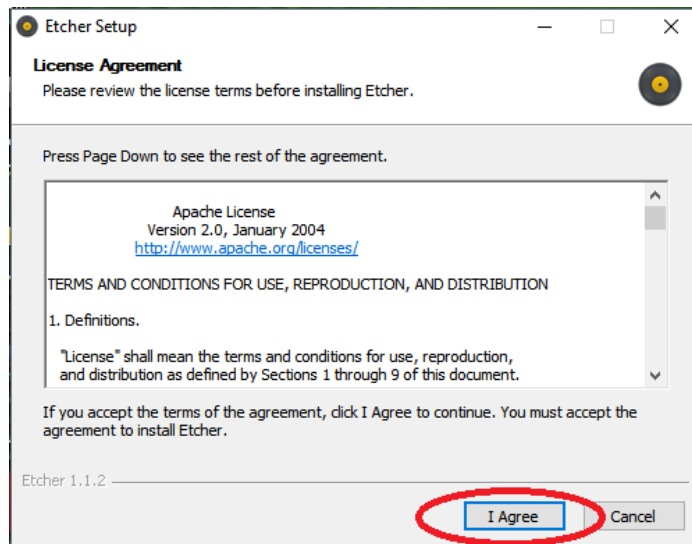 Etcher Setup
License Agreement
Please review the license terms before installing Etcher.
Press Page Down to see the rest of the agreement.
Apache License
Version 2.0, January 2004
http://www.apache.org/licenses/
TERMS AND CONDITIONS FOR USE, REPRODUCTION, AND DISTRIBUTION
1. Definitions.
"License" shall mean the terms and conditions for use, reproduction,
and distribution as defined by Sections 1 through 9 of this document.
If you accept the terms of the agreement, click I Agree to continue. You must accept the
agreement to install Etcher.
Etcher 1.1.2
I Agree Cancel